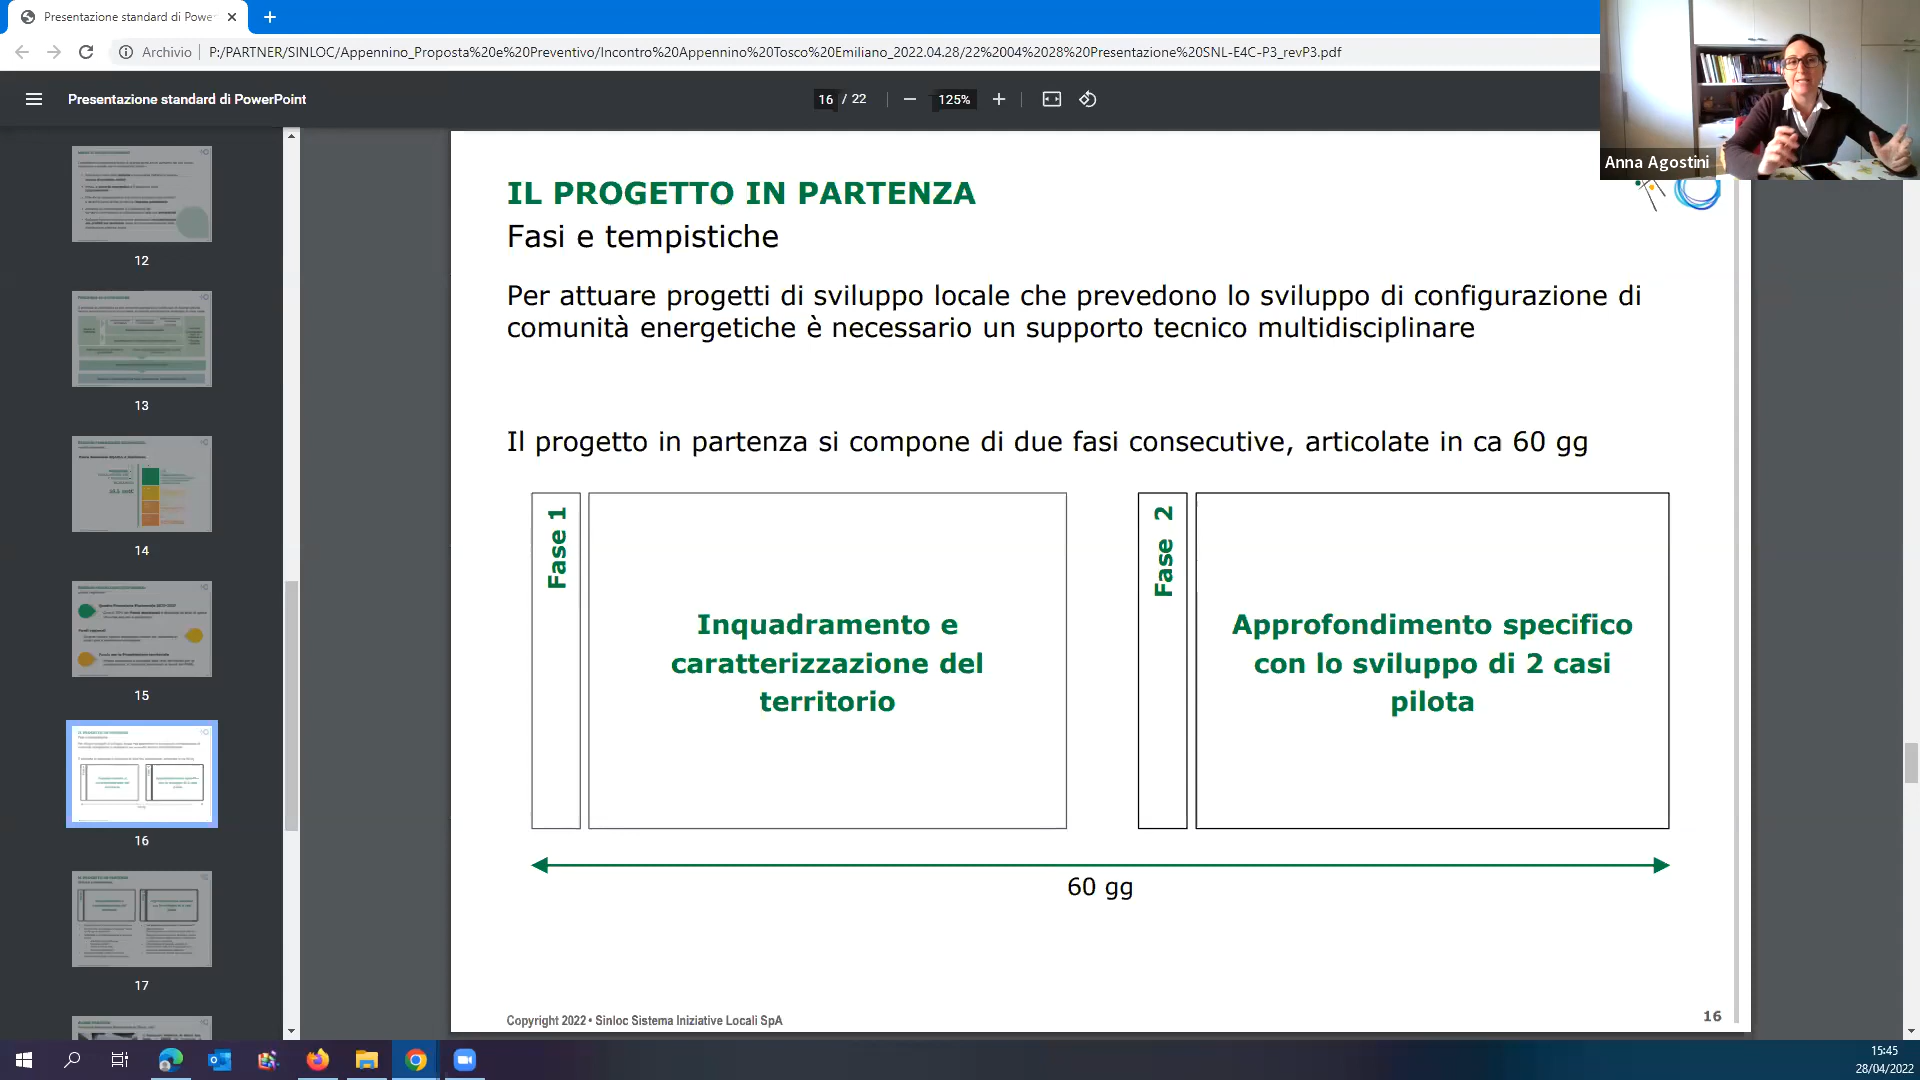 Presentazione standard di Power
Archivio
P:/PARTNER/SINLOC/Appennino_Proposta%20e%20Preventivo/Incontro%20Appennino%20Tosco%20Emiliano_2022.04.28/22%2004%2028%20Presentazione%20SNL-E4C-P3_revP3.pdf
Presentazione standard di PowerPoint
16 / 22
125%
Anna Agostini
12
13
14
15
16
17
IL PROGETTO IN PARTENZA
Fasi e tempistiche
Per attuare progetti di sviluppo locale che prevedono lo sviluppo di configurazione di
comunità energetiche è necessario un supporto tecnico multidisciplinare
Il progetto in partenza si compone di due fasi consecutive, articolate in ca 60 gg
Fase 1
Inquadramento e
caratterizzazione del
territorio
Fase 2
Approfondimento specifico
con lo sviluppo di 2 casi
pilota
60 gg
Copyright 2022 • Sinloc Sistema Iniziative Locali SpA
16
15:45
28/04/2022